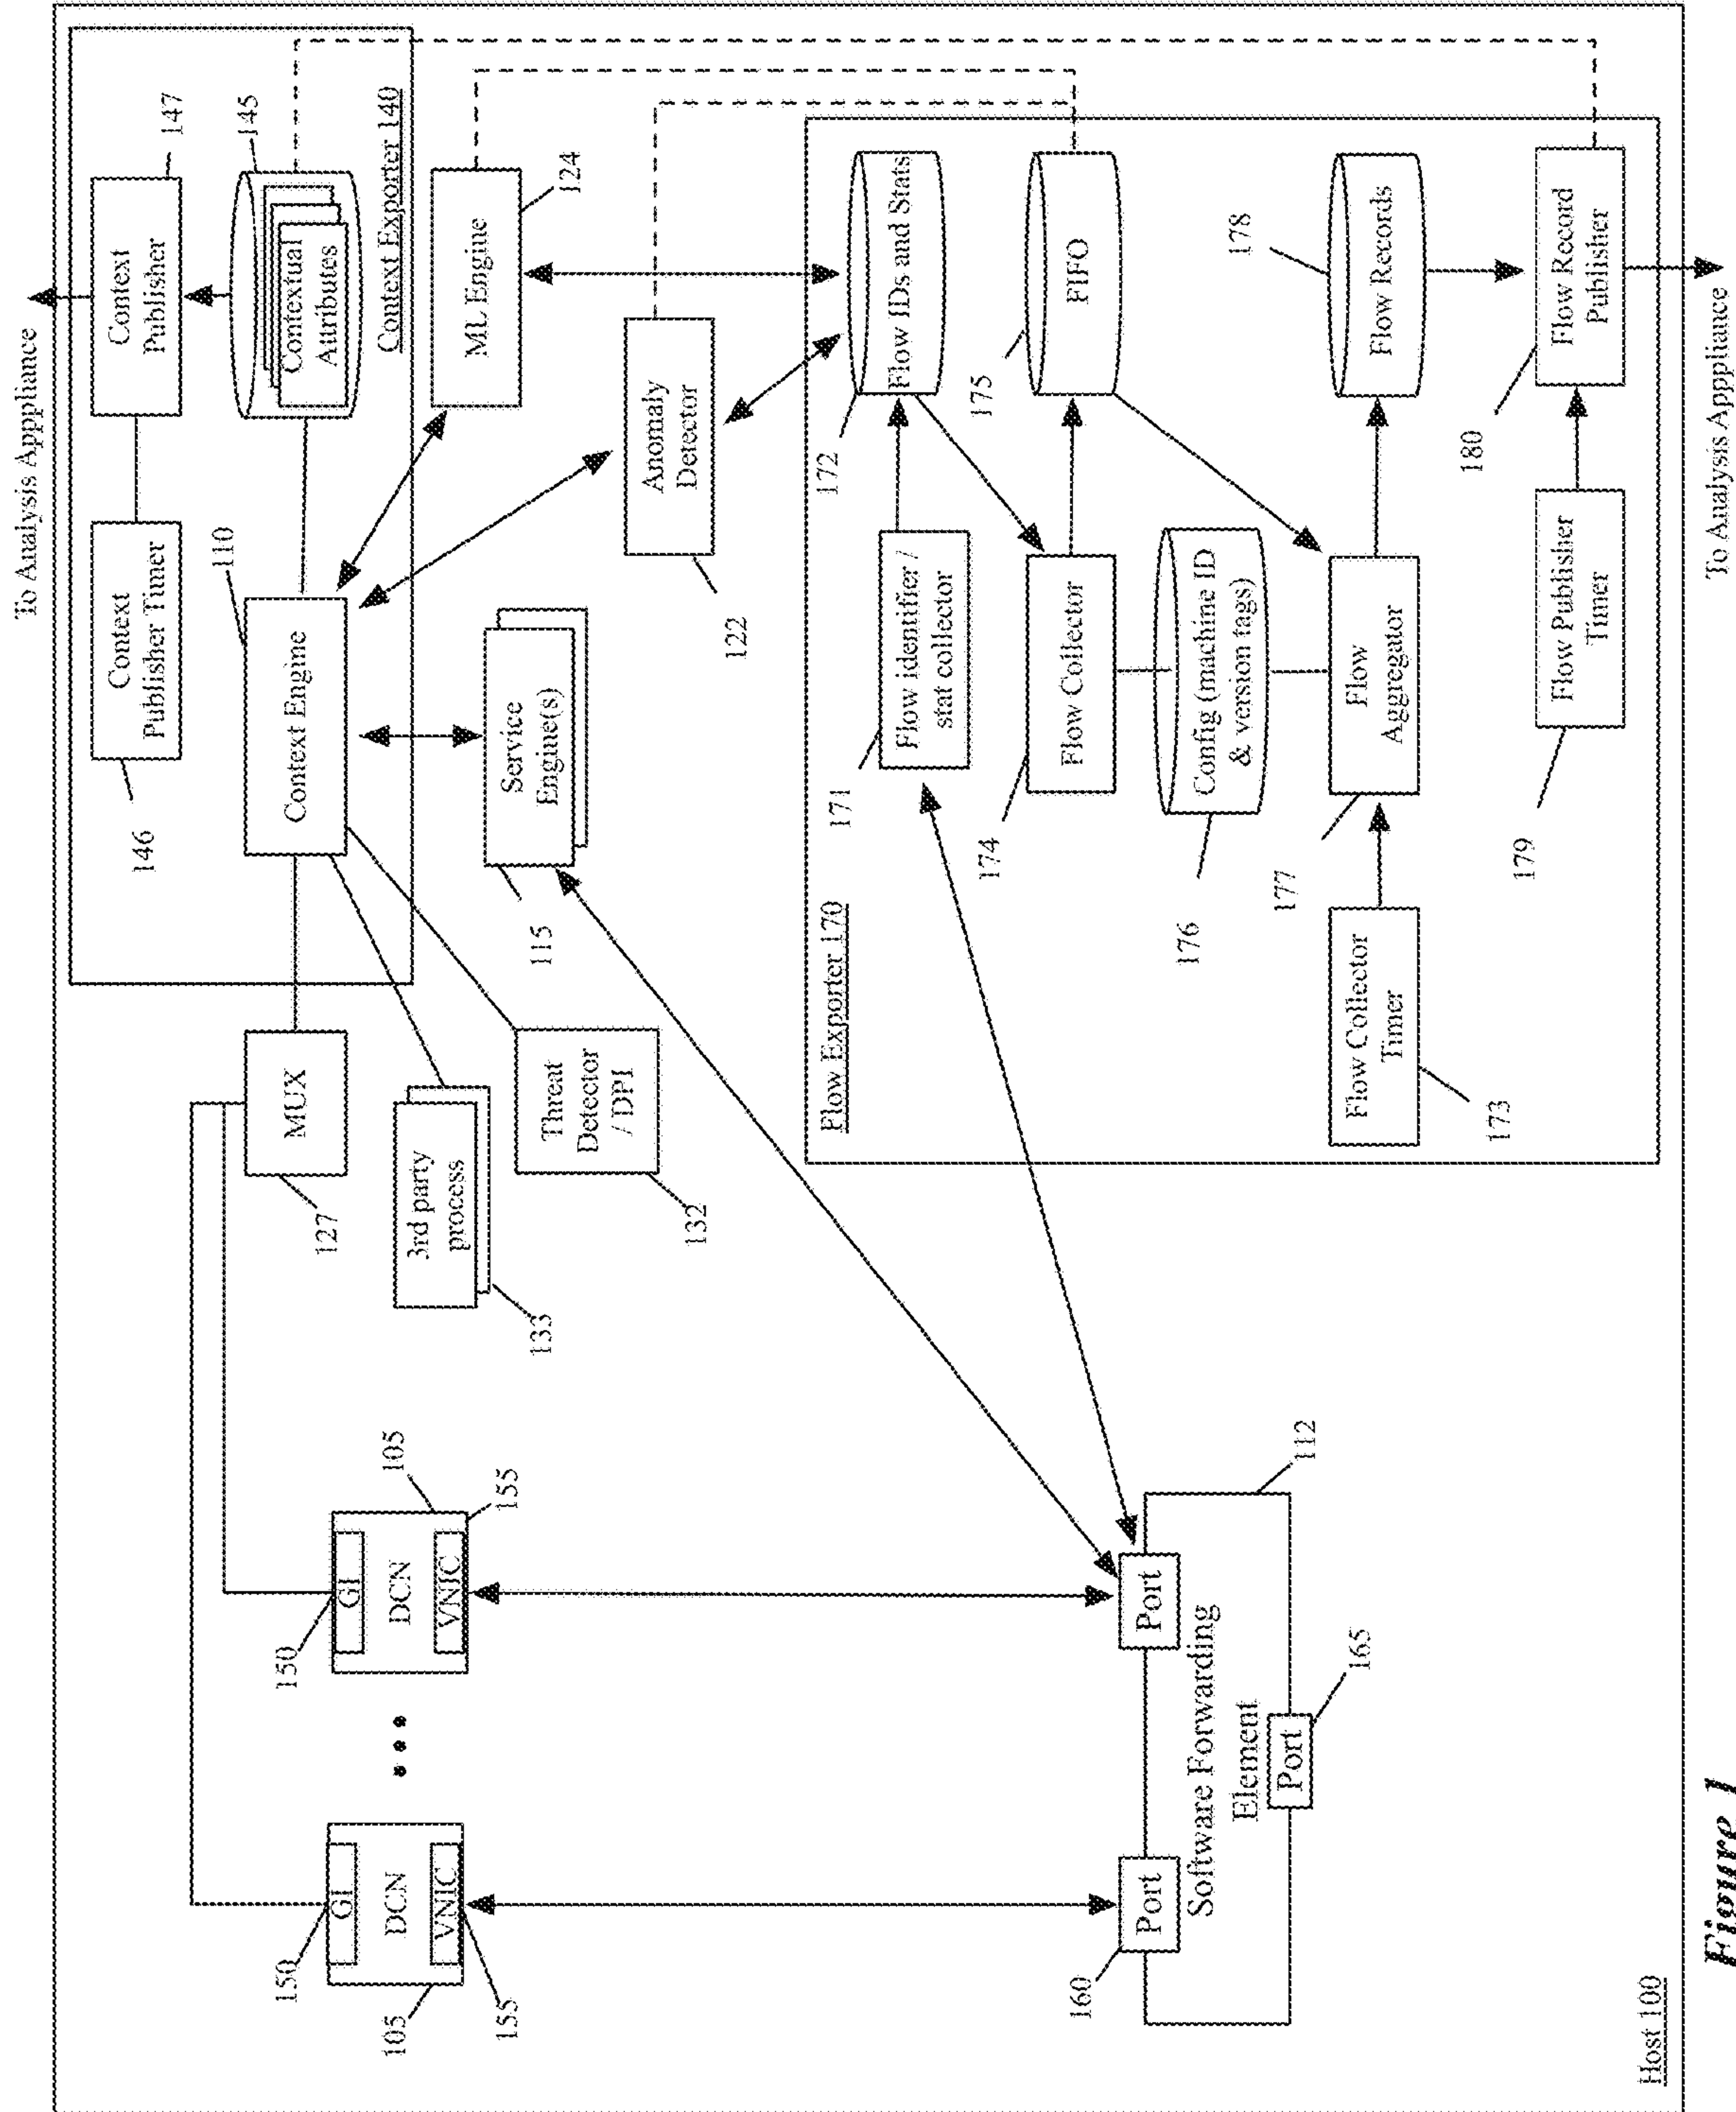 To Analysis Apppliance
Context
Publisher Timer
146
Context
Publisher
147
110
Context Engine
Contextual
Attributes
145
Context Exporter 140
MUX
127
3rd party
process
133
Threat
Detector
/ DPI
132
Service
Engine(s)
115
ML Engine
124
Anomaly
Detector
122
150
GI
DCN
VNIC
105
155
150
GI
DCN
VNIC
105
155
160
Port
Port
Software Forwarding
Element
Port
165
112
Flow Exporter 170
171
Flow identifier /
stat collector
172
Flow IDs and Stats
174
Flow Collector
175
FIFO
176
Config (machine ID
& version tags)
173
Flow Collector
Timer
177
Flow
Aggregator
178
Flow Records
179
Flow Publisher
Timer
180
Flow Record
Publisher
Host 100
To Analysis Apppliance
Figure 1